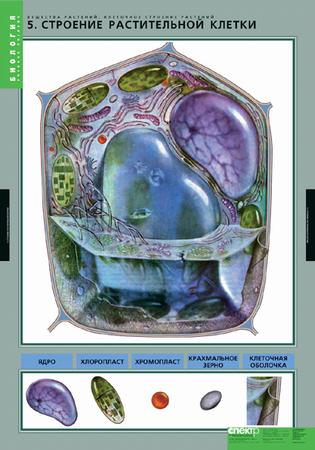 БИОЛОГИЯ
ВЕЩЕСТВА РАСТЕНИЙ. КЛЕТОЧНОЕ СТРОЕНИЕ РАСТЕНИЙ
5. СТРОЕНИЕ РАСТИТЕЛЬНОЙ КЛЕТКИ
ЯДРО
ХЛОРОПЛАСТ
ХРОМОПЛАСТ
КРАХМАЛЬНОЕ
ЗЕРНО
КЛЕТОЧНАЯ
ОБОЛОЧКА
СПЕКТР